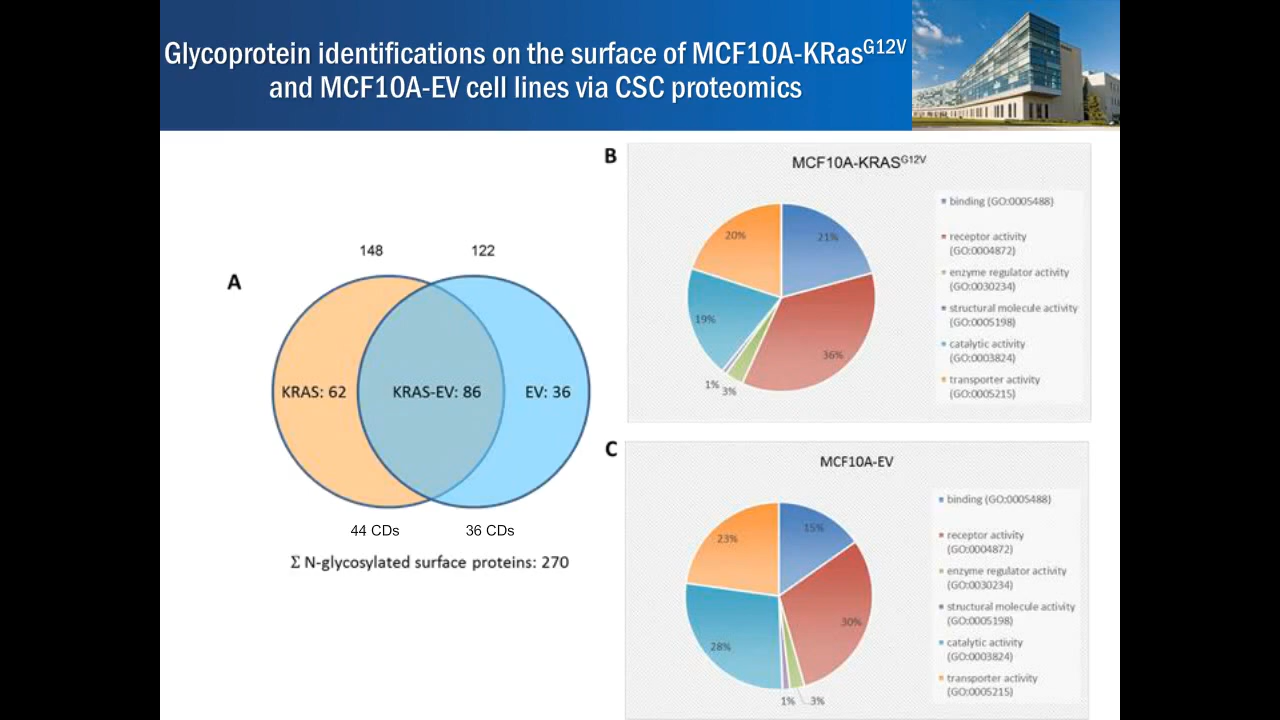 Glycoprotein identifications on the surface of MCF10A-KRasG12V
and MCF10A-EV cell lines via CSC proteomics
A
148
122
KRAS: 62
KRAS-EV: 86
EV: 36
44 CDs
36 CDs
Σ N-glycosylated surface proteins: 270
B
MCF10A-KRASG12V
20%
21%
19%
36%
1%
3%
binding (GO:0005488)
receptor activity
(GO:0004872)
enzyme regulator activity
(GO:0030234)
structural molecule activity
(GO:0005198)
catalytic activity
(GO:0003824)
transporter activity
(GO:0005215)
C
MCF10A-EV
23%
15%
30%
28%
1%
3%
binding (GO:0005488)
receptor activity
(GO:0004872)
enzyme regulator activity
(GO:0030234)
structural molecule activity
(GO:0005198)
catalytic activity
(GO:0003824)
transporter activity
(GO:0005215)